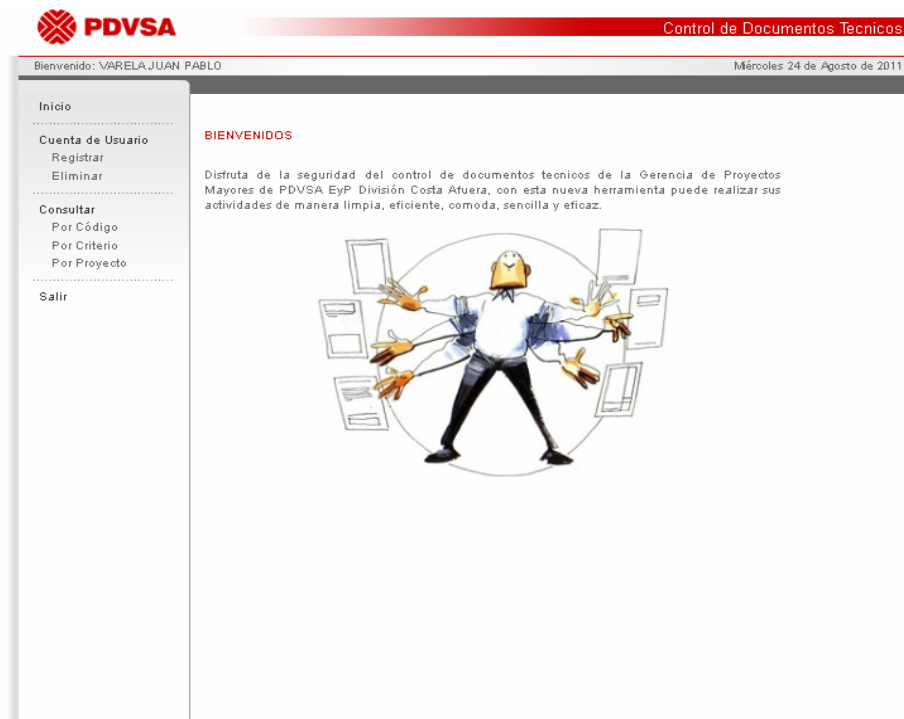 PDVSA
Control de Documentos Tecnicos
Bienvenido: VARELA JUAN PABLO
Miércoles 24 de Agosto de 2011
Inicio
Cuenta de Usuario
Registrar
Eliminar
Consultar
Por Código
Por Criterio
Por Proyecto
Salir
BIENVENIDOS
Disfruta de la seguridad del control de documentos tecnicos de la Gerencia de Proyectos
Mayores de PDVSA EyP División Costa Afuera, con esta nueva herramienta puede realizar sus
actividades de manera limpia, eficiente, comoda, sencilla y eficaz.